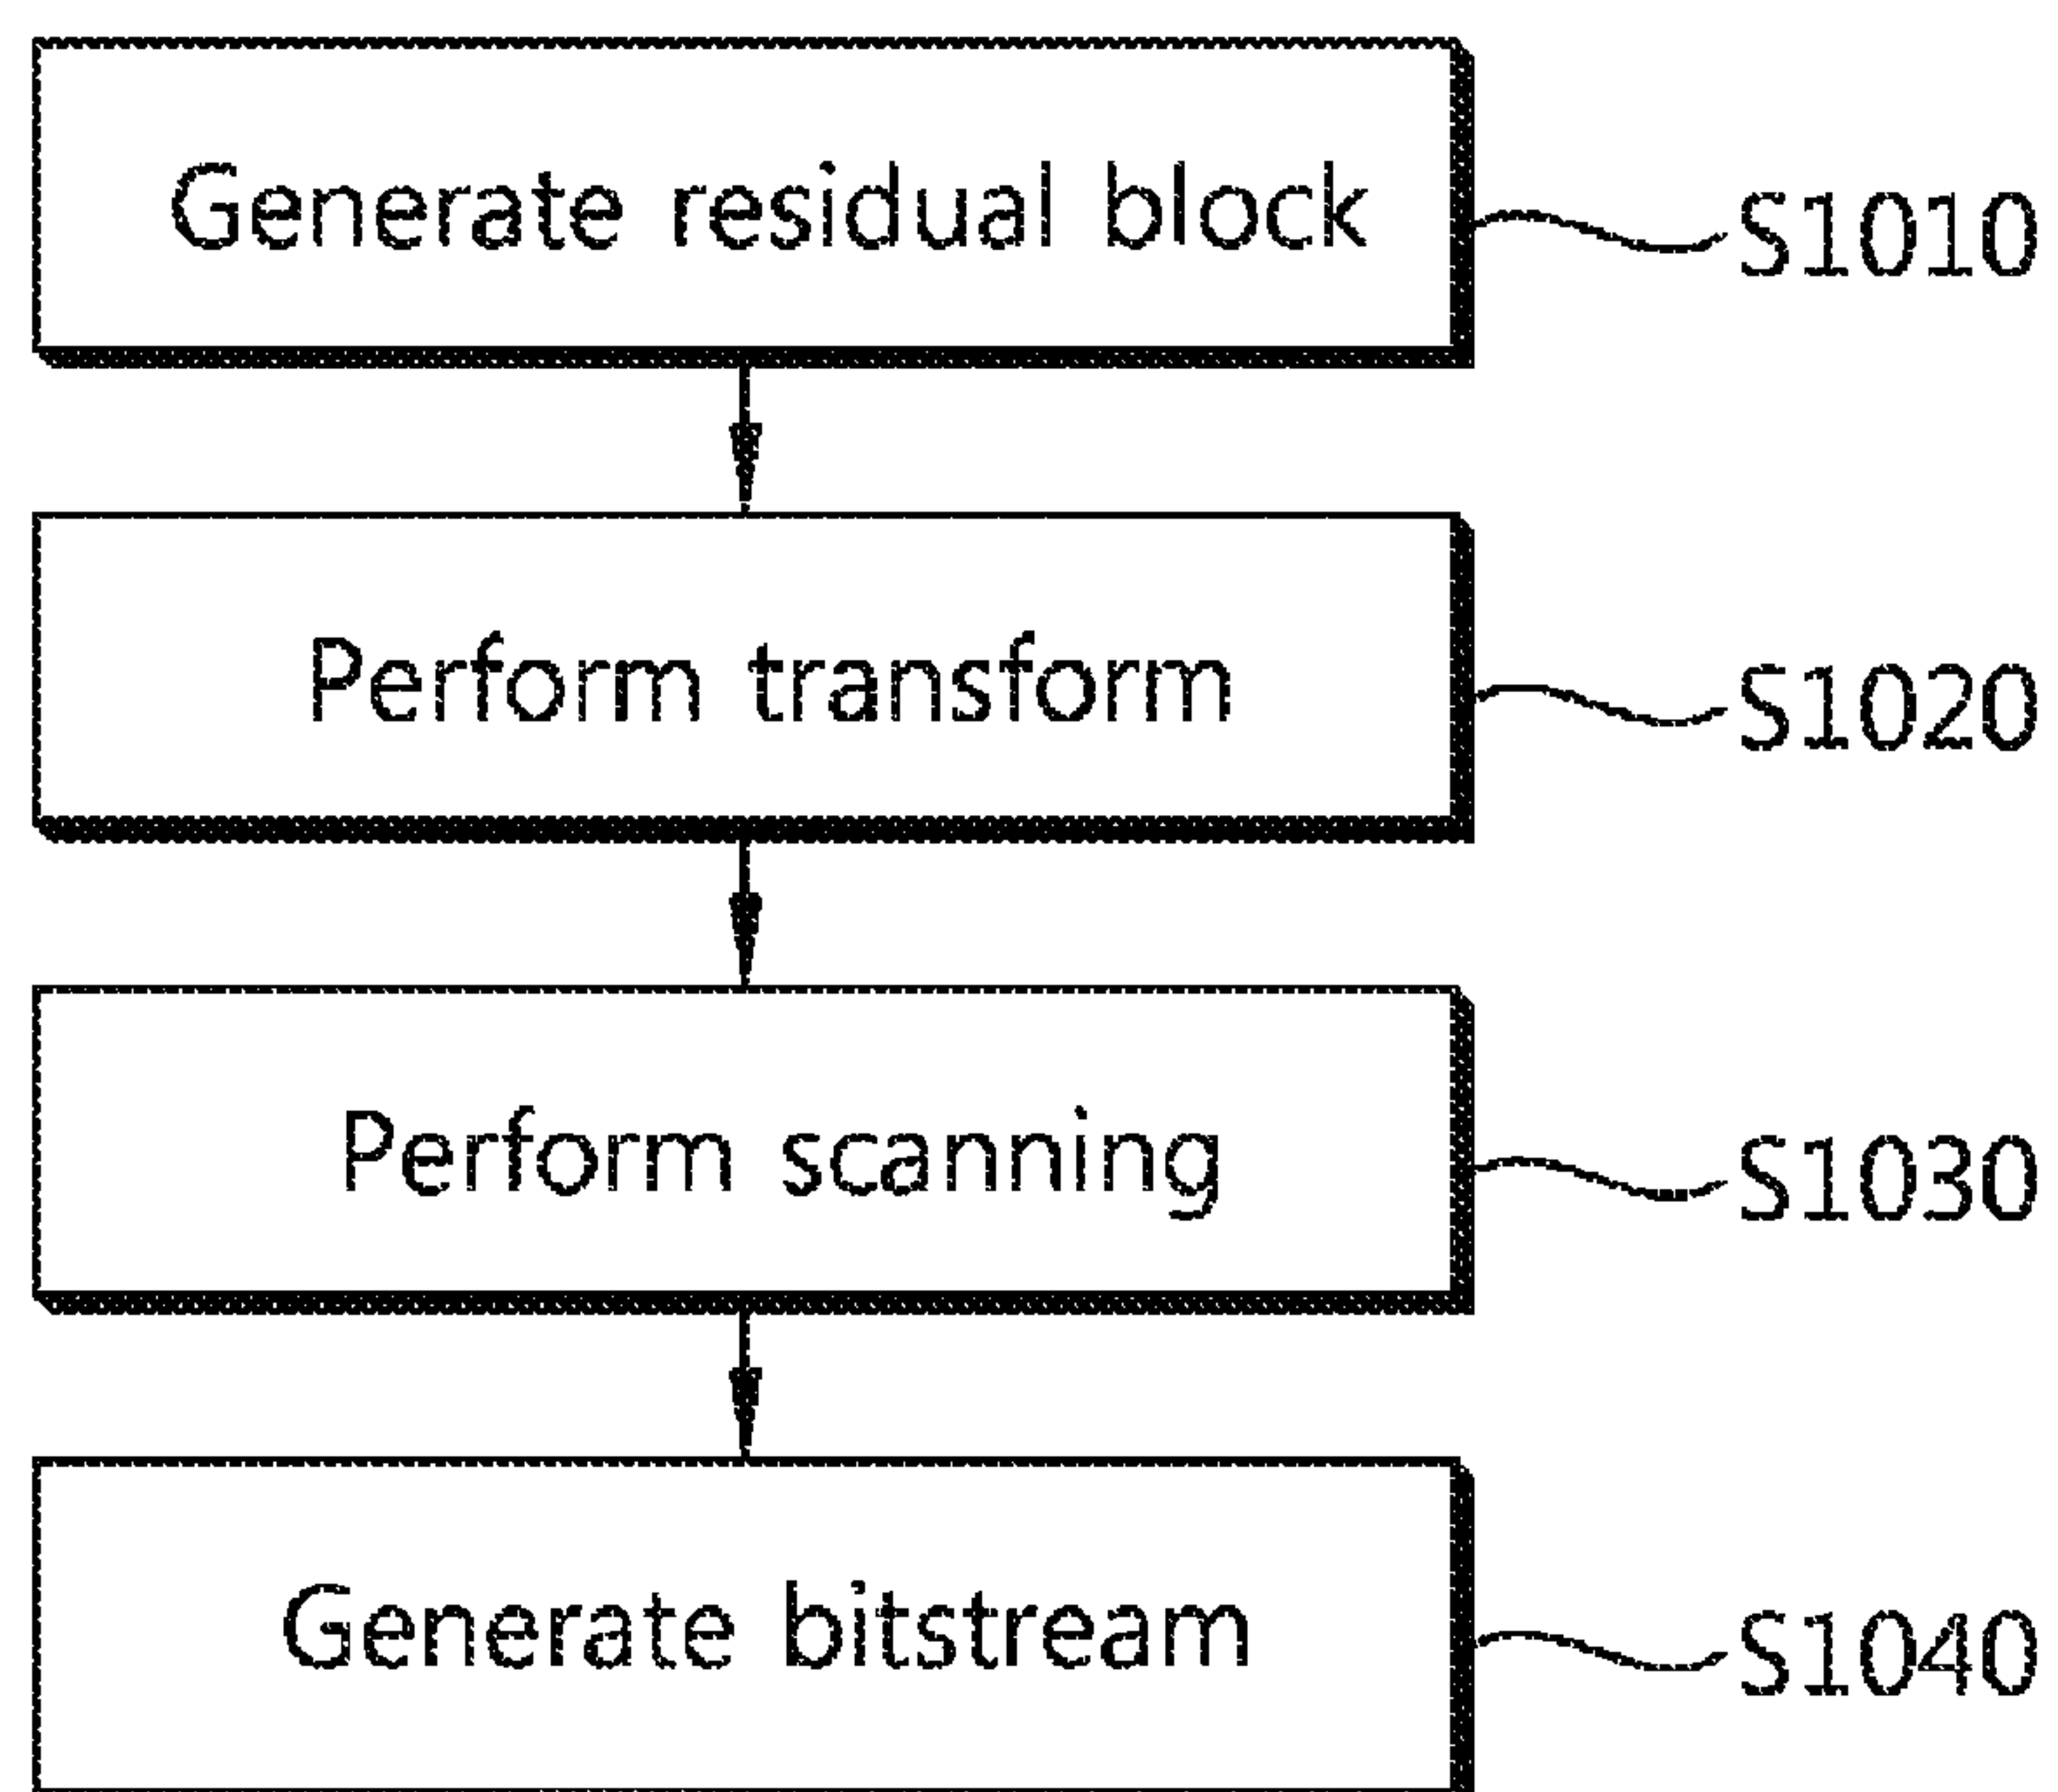 Generate residual block
S1010
Perform transform
S1020
Perform scanning
S1030
Generate bitstream
S1040